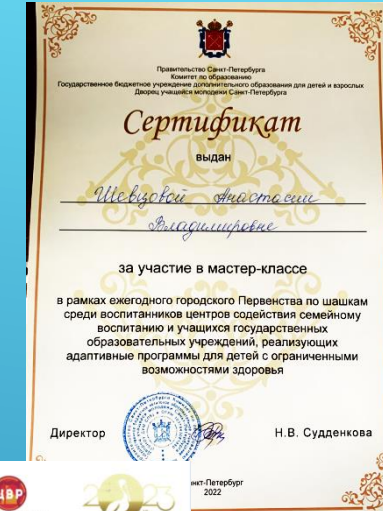 Правительство Санкт-Петербурга
Комитет по образованию
Государственное бюджетное учреждение дополнительного образования для детей и взрослых
Дворец учащейся молодежи Санкт-Петербурга
Сертификат
выдан
Шевцовой Анастасии
Владимировне
за участие в мастер-классе
в рамках ежегодного городского Первенства по шашкам
среди воспитанников центров содействия семейному
воспитанию и учащихся государственных
образовательных учреждений, реализующих
адаптивные программы для детей с ограниченными
возможностями здоровья
Директор
Н.В. Судденкова
нкт-Петербург
2022
ЦВР
2023